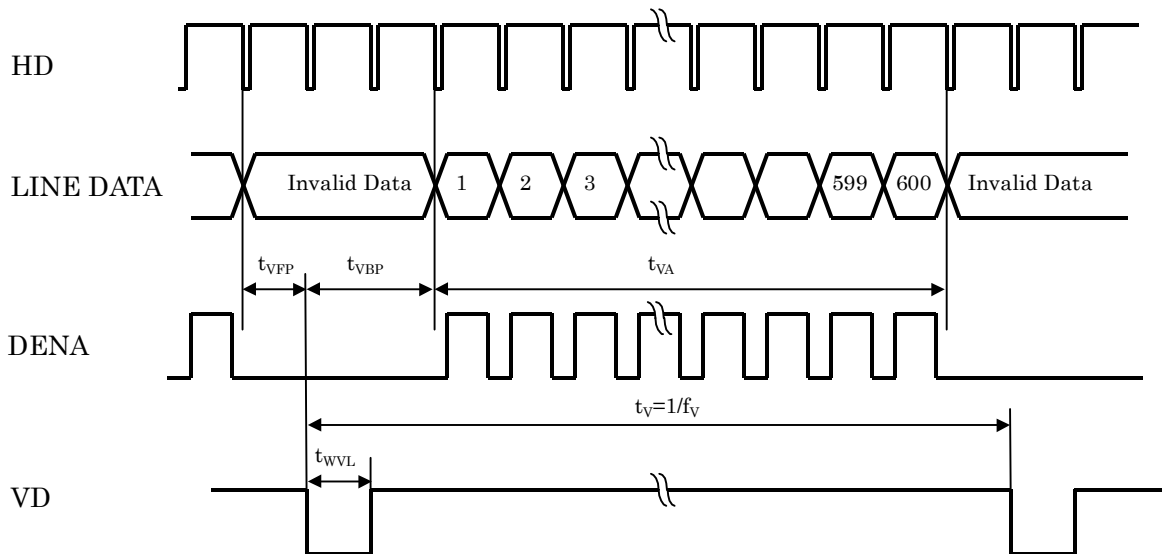 HD
LINE DATA
Invalid Data 1 2 3 599 600 Invalid Data
tVFP tVBP tVA
DENA
tV=1/fV
tWVL
VD